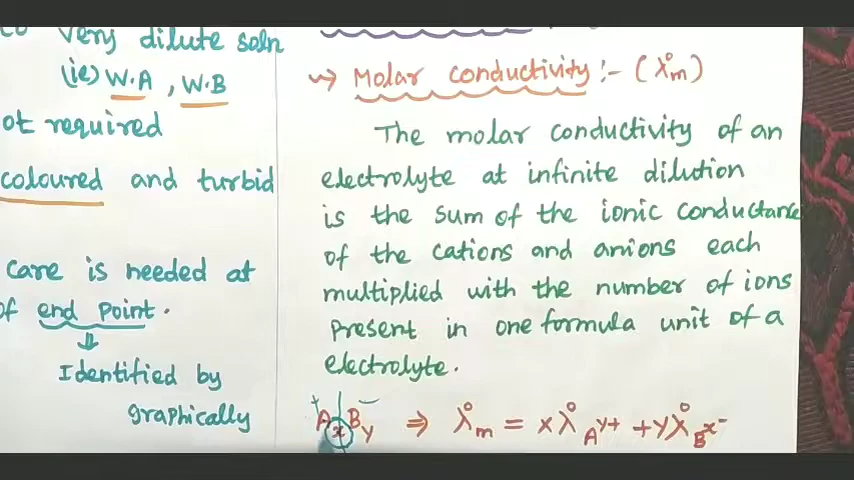 very dilute soln
(ie) W.A , W.B
ot required
coloured and turbid
care is needed at
of end point.
⇓
Identified by
graphically
⇝ Molar conductivity :- (λ°m)
The molar conductivity of an
electrolyte at infinite dilution
is the sum of the ionic conductance
of the cations and anions each
multiplied with the number of ions
present in one formula unit of a
electrolyte.
A⁺ₓ B⁻ᵧ ⇒ λ°m = xλ°A^y+ + yλ°B^x-